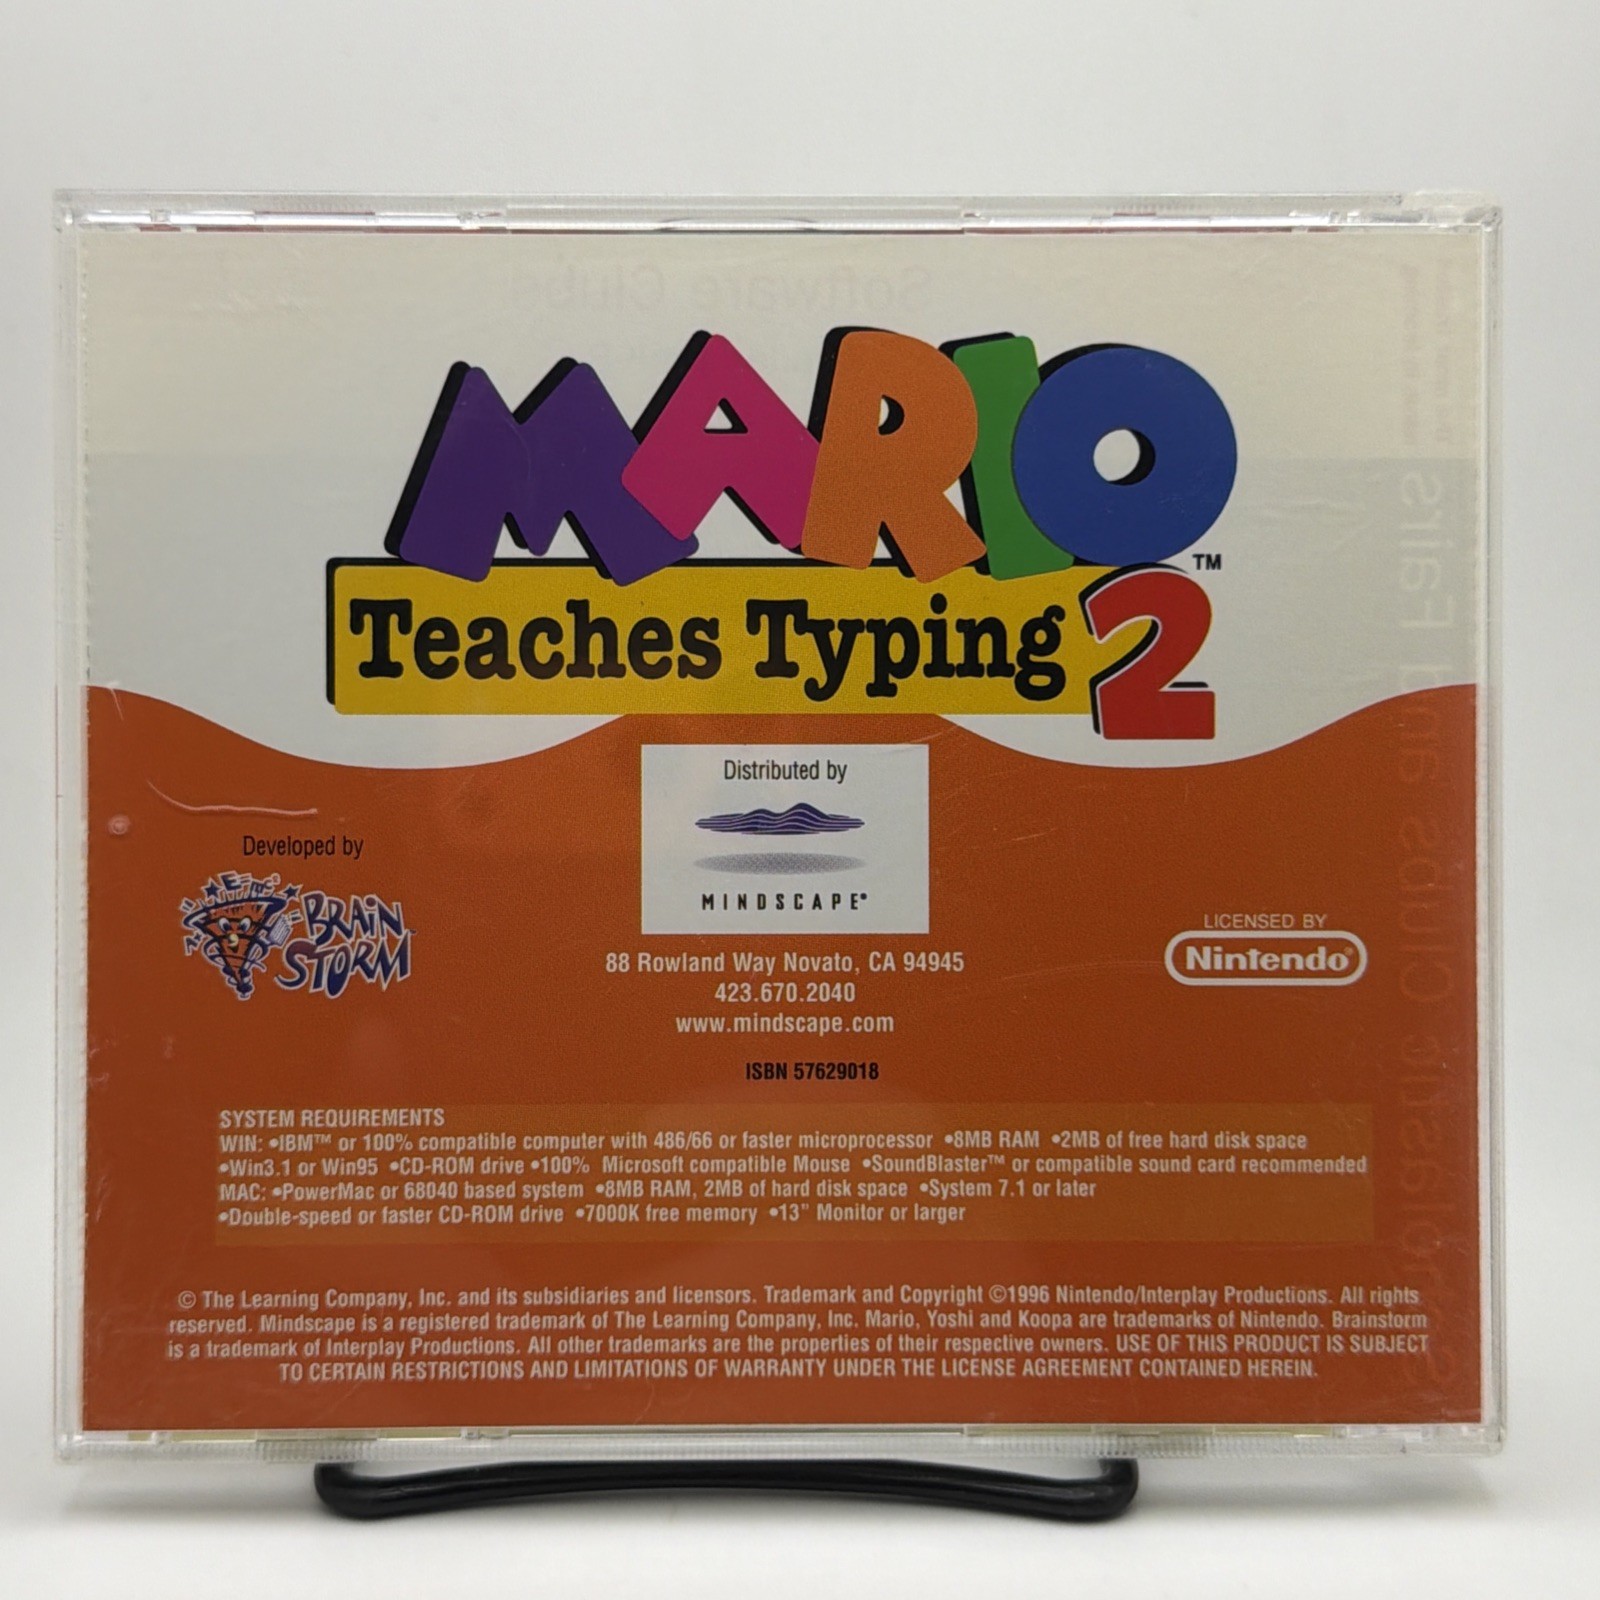 Software Clubs
MARIO
TM
Teaches Typing 2
Distributed by
MINDSCAPE®
Developed by
E=mc²
BRAIN
STORM™
LICENSED BY
Nintendo®
88 Rowland Way Novato, CA 94945
423.670.2040
www.mindscape.com
ISBN 57629018
SYSTEM REQUIREMENTS
WIN: •IBM™ or 100% compatible computer with 486/66 or faster microprocessor •8MB RAM •2MB of free hard disk space
•Win3.1 or Win95 •CD-ROM drive •100% Microsoft compatible Mouse •SoundBlaster™ or compatible sound card recommended
MAC: •PowerMac or 68040 based system •8MB RAM, 2MB of hard disk space •System 7.1 or later
•Double-speed or faster CD-ROM drive •7000K free memory •13” Monitor or larger
© The Learning Company, Inc. and its subsidiaries and licensors. Trademark and Copyright ©1996 Nintendo/Interplay Productions. All rights
reserved. Mindscape is a registered trademark of The Learning Company, Inc. Mario, Yoshi and Koopa are trademarks of Nintendo. Brainstorm
is a trademark of Interplay Productions. All other trademarks are the properties of their respective owners. USE OF THIS PRODUCT IS SUBJECT
TO CERTAIN RESTRICTIONS AND LIMITATIONS OF WARRANTY UNDER THE LICENSE AGREEMENT CONTAINED HEREIN.
Scholastic Clubs and Fairs